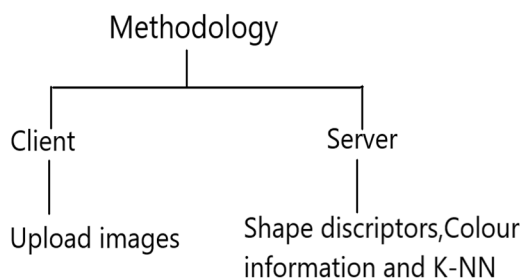 Methodology
Client
Server
Upload images
Shape discriptors,Colour
information and K-NN